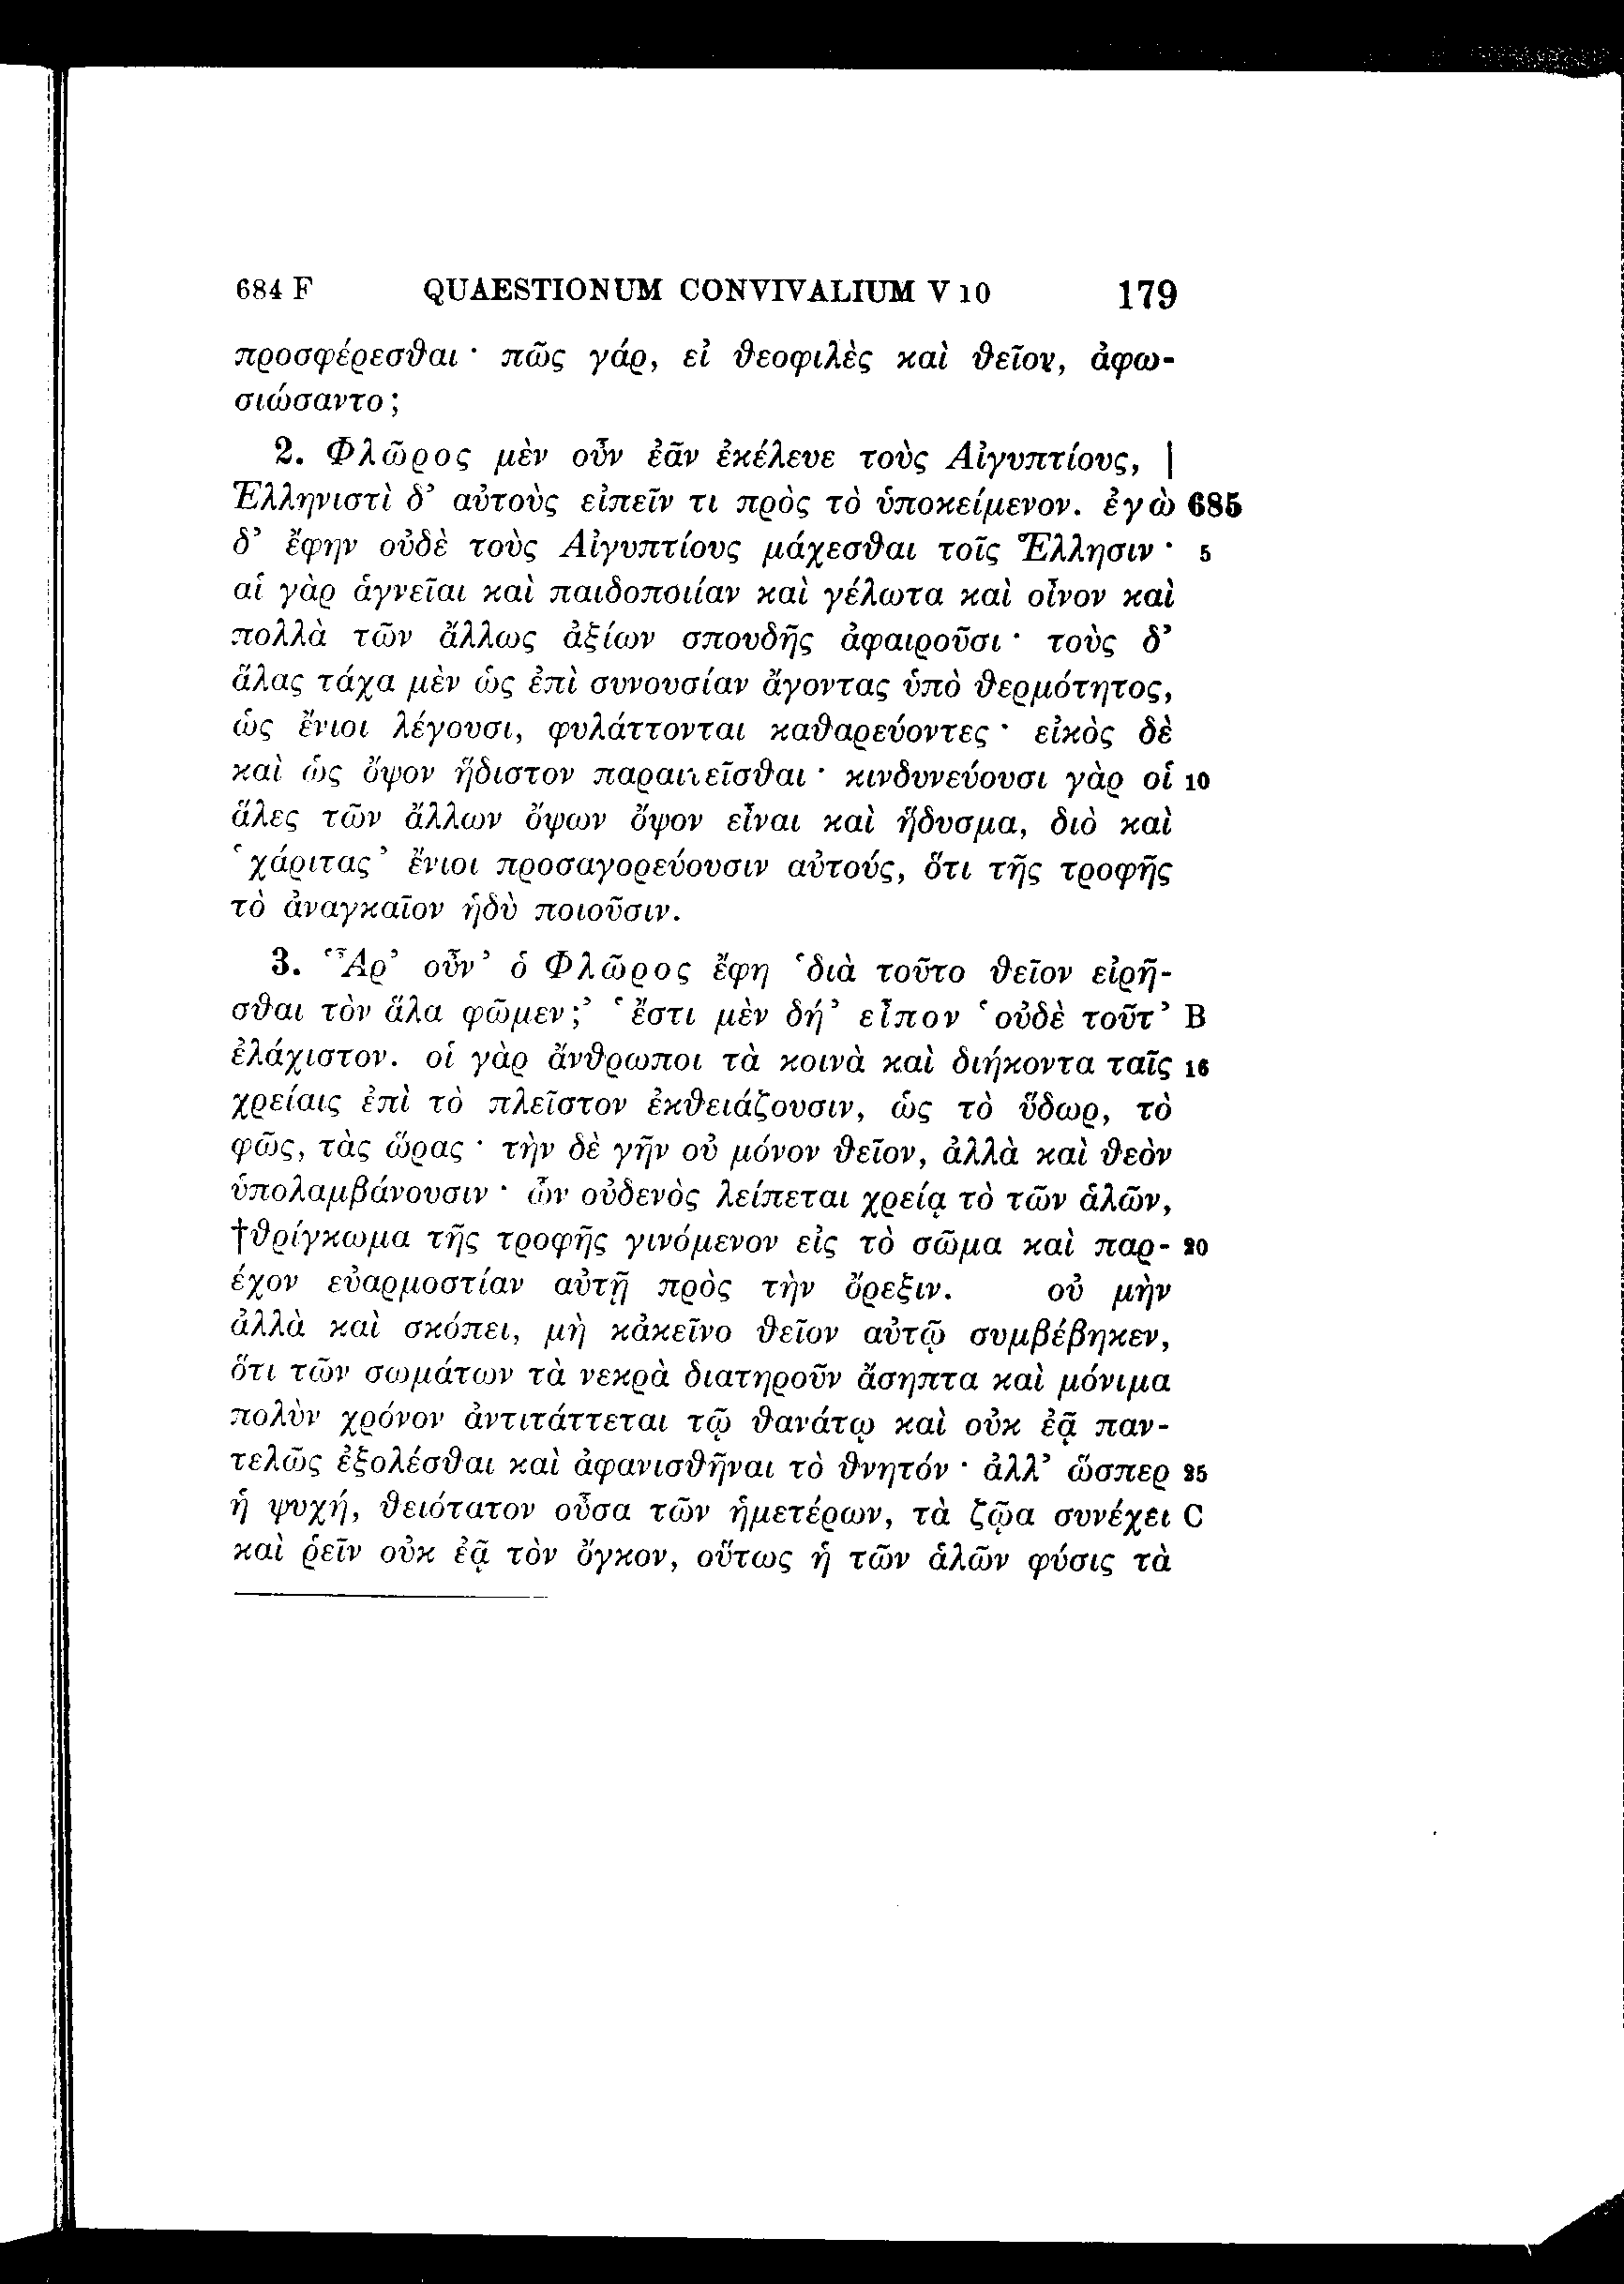 684 F QUAESTIONUM CONVIVALIUM V 10 179
προσφέρεσθαι · πῶς γάρ, εἰ θεοφιλὲς καὶ θεῖον, ἀφω-
σιώσαντο;
2. Φλῶρος μὲν οὖν ἐᾶν ἐκέλευε τοὺς Αἰγυπτίους, |
Ἑλληνιστὶ δ’ αὐτοὺς εἰπεῖν τι πρὸς τὸ ὑποκείμενον. ἐγὼ 685
δ’ ἔφην οὐδὲ τοὺς Αἰγυπτίους μάχεσθαι τοῖς Ἕλλησιν · 5
αἱ γὰρ ἁγνεῖαι καὶ παιδοποιίαν καὶ γέλωτα καὶ οἶνον καὶ
πολλὰ τῶν ἄλλως ἀξίων σπουδῆς ἀφαιροῦσι · τοὺς δ’
ἅλας τάχα μὲν ὡς ἐπὶ συνουσίαν ἄγοντας ὑπὸ θερμότητος,
ὡς ἔνιοι λέγουσι, φυλάττονται καθαρεύοντες · εἰκὸς δὲ
καὶ ὡς ὄψον ἥδιστον παραιτεῖσθαι · κινδυνεύουσι γὰρ οἱ 10
ἅλες τῶν ἄλλων ὄψων ὄψον εἶναι καὶ ἥδυσμα, διὸ καὶ
‘χάριτας’ ἔνιοι προσαγορεύουσιν αὐτούς, ὅτι τῆς τροφῆς
τὸ ἀναγκαῖον ἡδὺ ποιοῦσιν.
3. ‘Ἆρ’ οὖν’ ὁ Φλῶρος ἔφη ‘διὰ τοῦτο θεῖον εἰρῆ-
σθαι τὸν ἅλα φῶμεν;’ ‘ἔστι μὲν δή’ εἶπον ‘οὐδὲ τοῦτ’ B
ἐλάχιστον. οἱ γὰρ ἄνθρωποι τὰ κοινὰ καὶ διήκοντα ταῖς 16
χρείαις ἐπὶ τὸ πλεῖστον ἐκθειάζουσιν, ὡς τὸ ὕδωρ, τὸ
φῶς, τὰς ὥρας · τὴν δὲ γῆν οὐ μόνον θεῖον, ἀλλὰ καὶ θεὸν
ὑπολαμβάνουσιν · ὧν οὐδενὸς λείπεται χρείᾳ τὸ τῶν ἁλῶν,
†θρίγκωμα τῆς τροφῆς γινόμενον εἰς τὸ σῶμα καὶ παρ- 20
έχον εὐαρμοστίαν αὐτῇ πρὸς τὴν ὄρεξιν. οὐ μὴν
ἀλλὰ καὶ σκόπει, μὴ κἀκεῖνο θεῖον αὐτῷ συμβέβηκεν,
ὅτι τῶν σωμάτων τὰ νεκρὰ διατηροῦν ἄσηπτα καὶ μόνιμα
πολὺν χρόνον ἀντιτάττεται τῷ θανάτῳ καὶ οὐκ ἐᾷ παν-
τελῶς ἐξολέσθαι καὶ ἀφανισθῆναι τὸ θνητόν · ἀλλ’ ὥσπερ 25
ἡ ψυχή, θειότατον οὖσα τῶν ἡμετέρων, τὰ ζῷα συνέχει C
καὶ ῥεῖν οὐκ ἐᾷ τὸν ὄγκον, οὕτως ἡ τῶν ἁλῶν φύσις τὰ